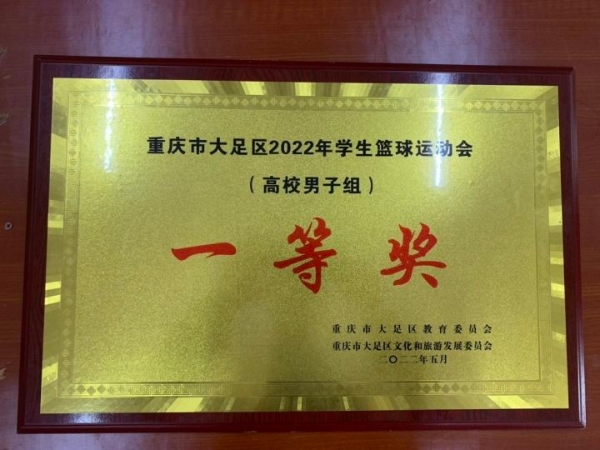 重庆市大足区2022年学生篮球运动会
（高校男子组）
一等奖
重庆市大足区教育委员会
重庆市大足区文化和旅游发展委员会
二〇二二年五月